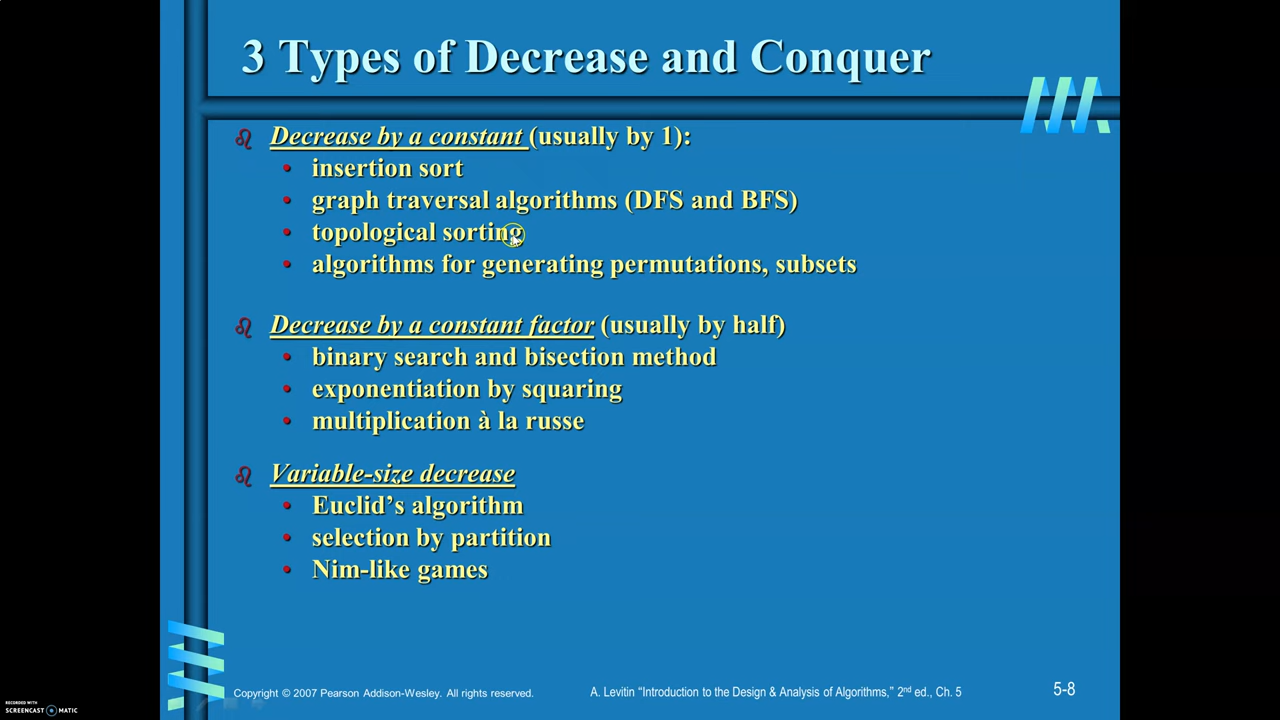 3 Types of Decrease and Conquer
Decrease by a constant (usually by 1):
• insertion sort
• graph traversal algorithms (DFS and BFS)
• topological sorting
• algorithms for generating permutations, subsets
Decrease by a constant factor (usually by half)
• binary search and bisection method
• exponentiation by squaring
• multiplication à la russe
Variable-size decrease
• Euclid’s algorithm
• selection by partition
• Nim-like games
Copyright © 2007 Pearson Addison-Wesley. All rights reserved.
A. Levitin “Introduction to the Design & Analysis of Algorithms,” 2nd ed., Ch. 5
5-8
RECORDED WITH
SCREENCAST MATIC